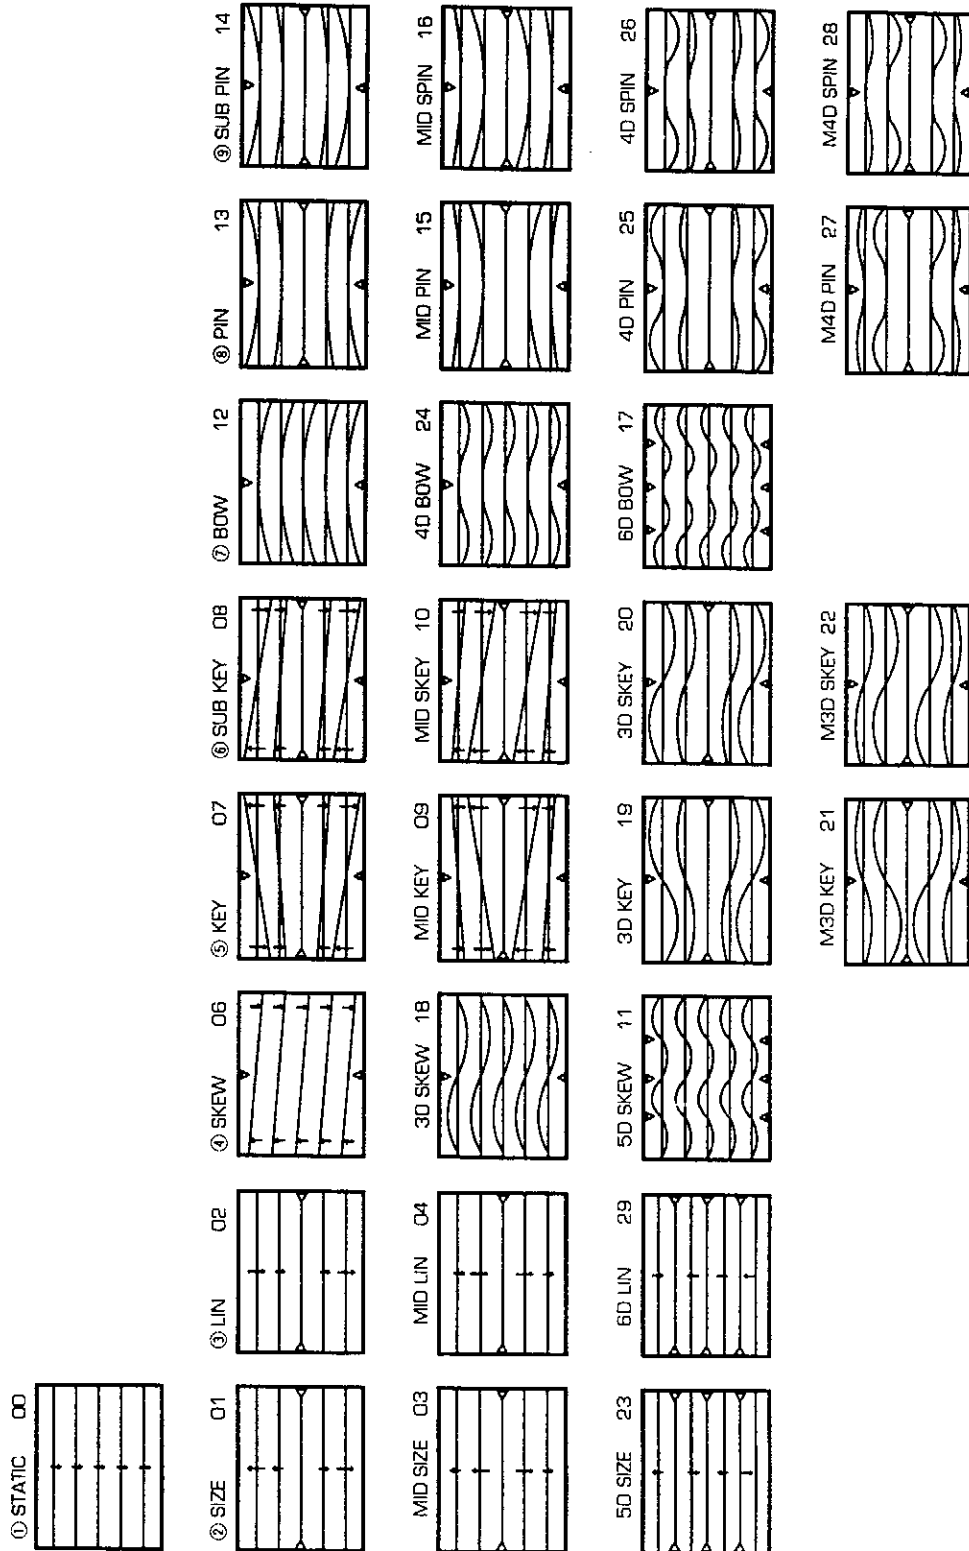 ① STATIC 00
② SIZE 01
③ LIN 02
④ SKEW 06
⑤ KEY 07
⑥ SUB KEY 08
⑦ BOW 12
⑧ PIN 13
⑨ SUB PIN 14
MID SIZE 03
MID LIN 04
3D SKEW 18
MID KEY 09
MID SKEY 10
4D BOW 24
MID PIN 15
MID SPIN 16
5D SIZE 23
6D LIN 29
5D SKEW 11
3D KEY 19
3D SKEY 20
6D BOW 17
4D PIN 25
4D SPIN 26
M3D KEY 21
M3D SKEY 22
M4D PIN 27
M4D SPIN 28